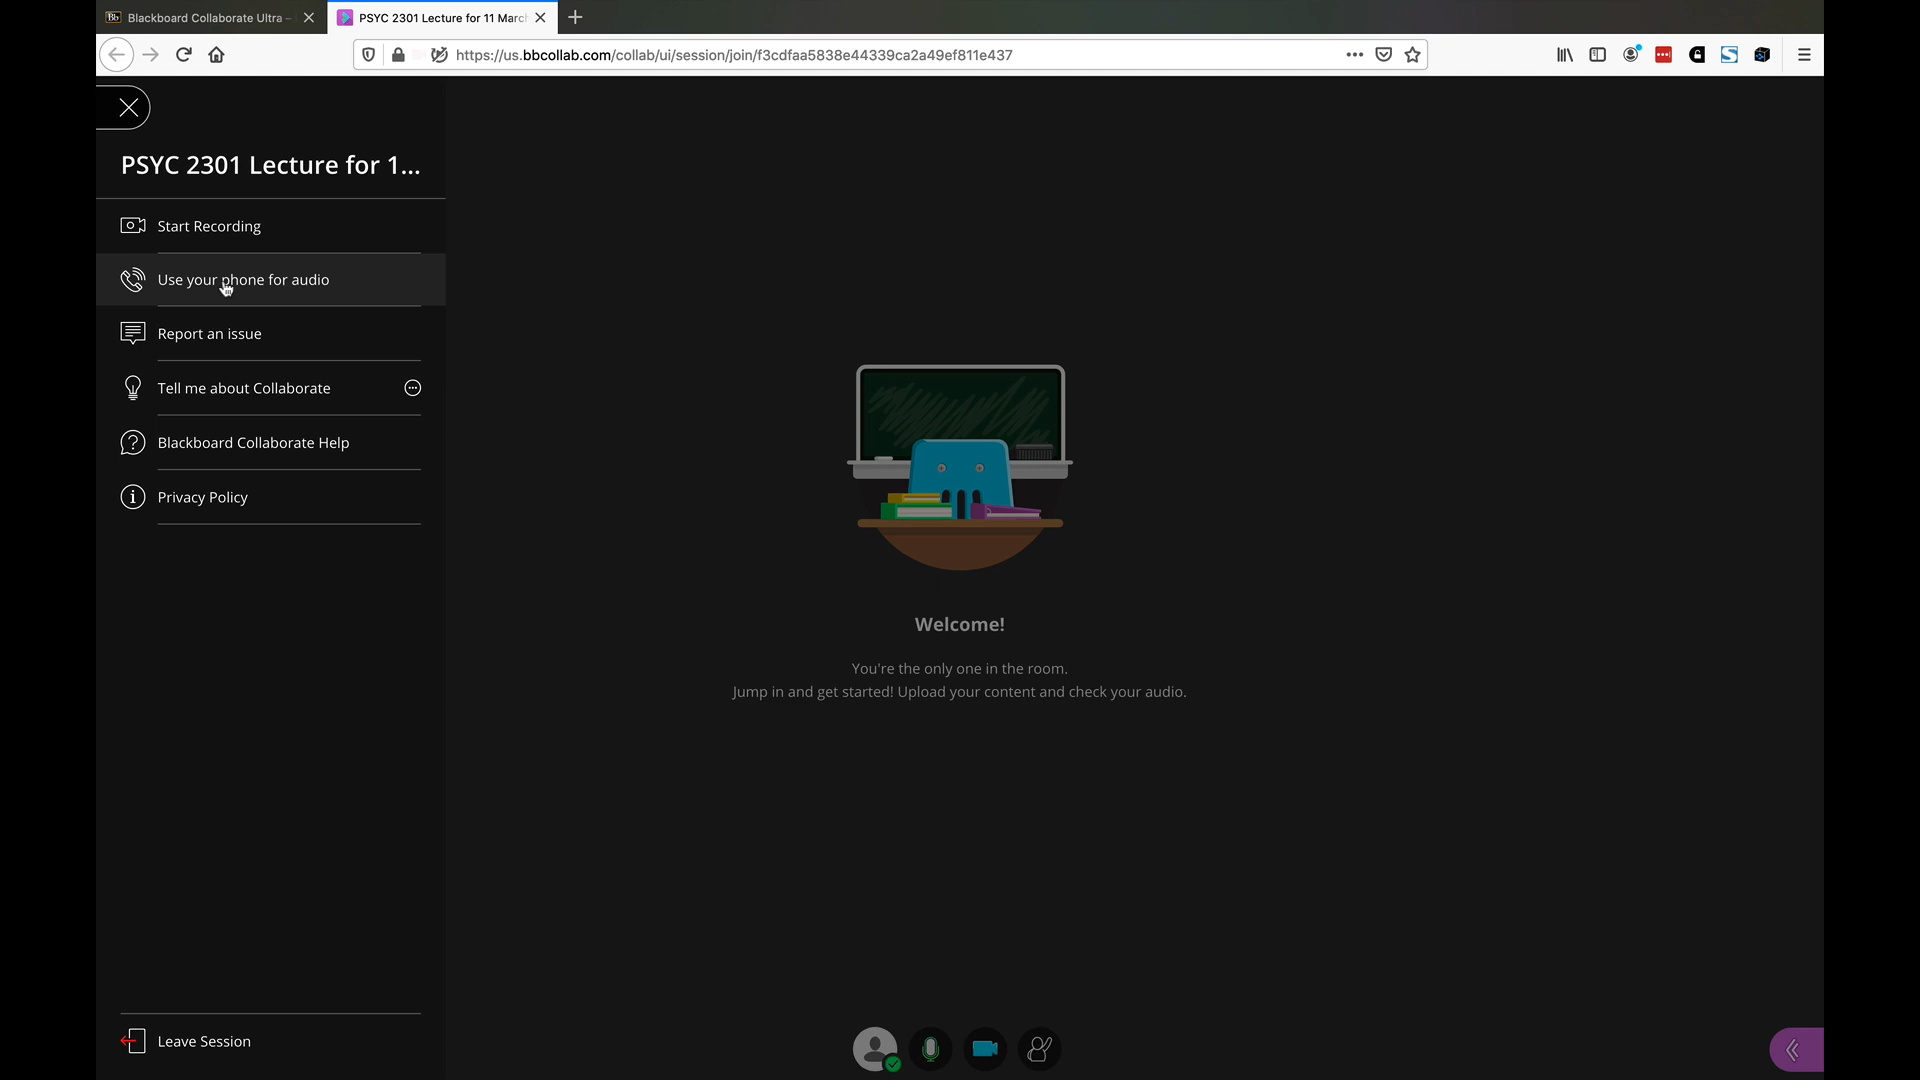 Blackboard Collaborate Ultra –
PSYC 2301 Lecture for 11 March
https://us.bbcollab.com/collab/ui/session/join/f3cdfaa5838e44339ca2a49ef811e437
PSYC 2301 Lecture for 1...
Start Recording
Use your phone for audio
Report an issue
Tell me about Collaborate
Blackboard Collaborate Help
Privacy Policy
Welcome!
You're the only one in the room.
Jump in and get started! Upload your content and check your audio.
Leave Session